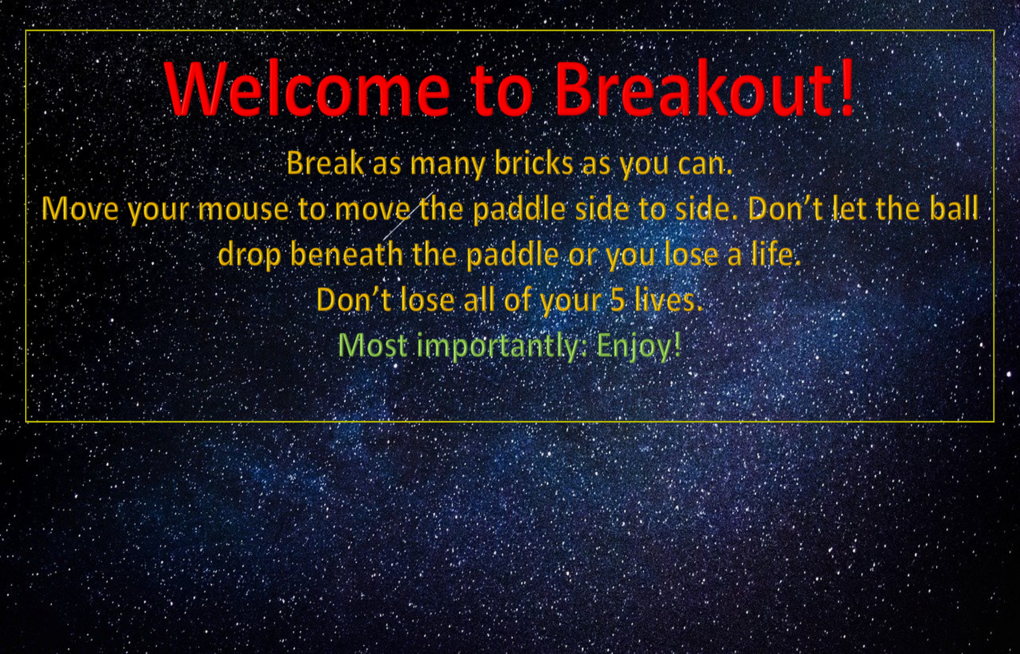 Welcome to Breakout!
Break as many bricks as you can.
Move your mouse to move the paddle side to side. Don’t let the ball
drop beneath the paddle or you lose a life.
Don’t lose all of your 5 lives.
Most importantly: Enjoy!